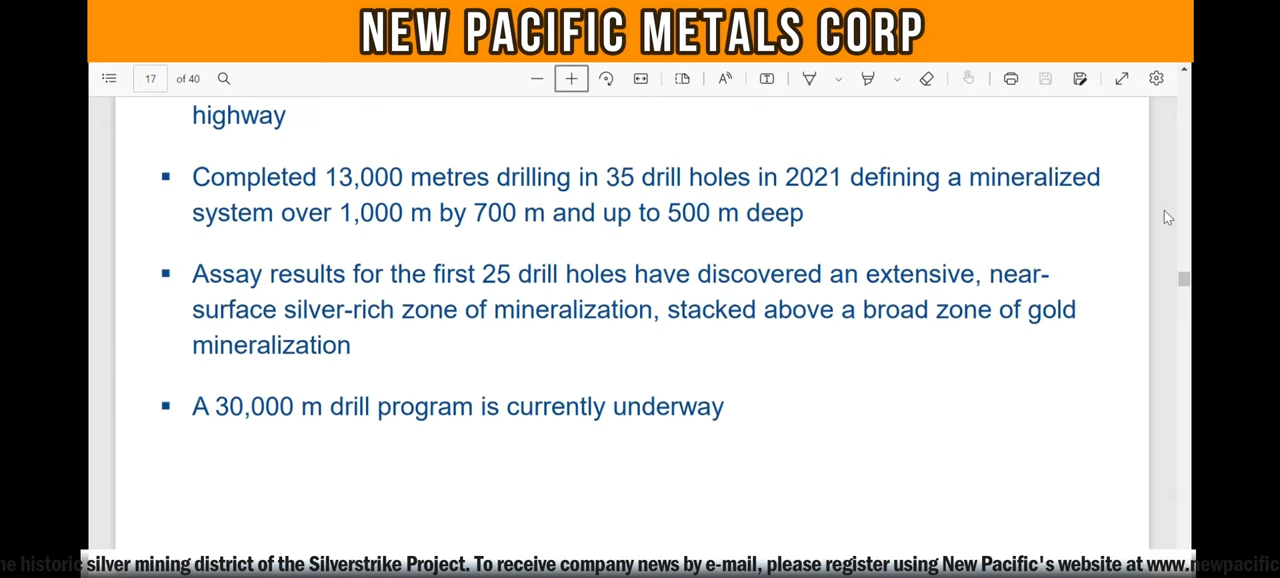 NEW PACIFIC METALS CORP
17 of 40
highway
▪ Completed 13,000 metres drilling in 35 drill holes in 2021 defining a mineralized
system over 1,000 m by 700 m and up to 500 m deep
▪ Assay results for the first 25 drill holes have discovered an extensive, near-
surface silver-rich zone of mineralization, stacked above a broad zone of gold
mineralization
▪ A 30,000 m drill program is currently underway
historic silver mining district of the Silverstrike Project. To receive company news by e-mail, please register using New Pacific's website at www.newpacific